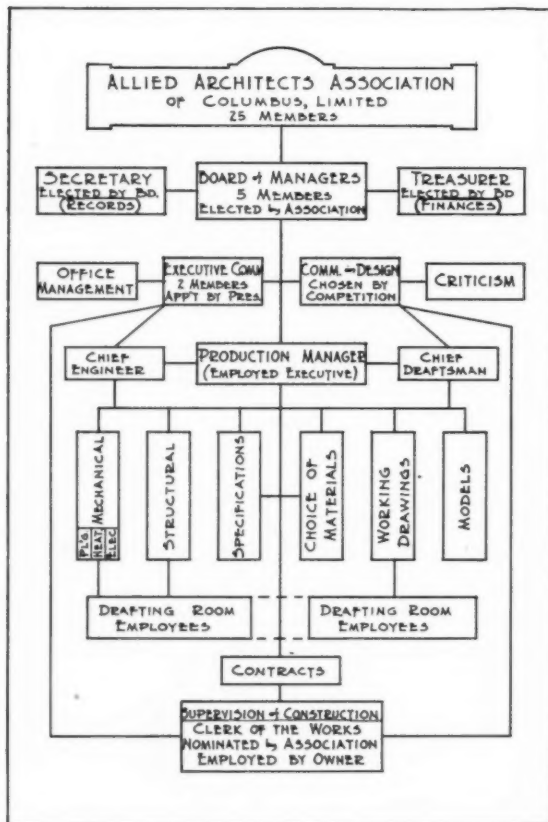 ALLIED ARCHITECTS ASSOCIATION
OF COLUMBUS, LIMITED
25 MEMBERS
SECRETARY
ELECTED BY BD.
(RECORDS)
BOARD of MANAGERS
5 MEMBERS
ELECTED by ASSOCIATION
TREASURER
ELECTED BY BD
(FINANCES)
OFFICE
MANAGEMENT
EXECUTIVE COMM
2 MEMBERS
APP'T BY PRES.
COMM. on DESIGN
CHOSEN BY
COMPETITION
CRITICISM
CHIEF
ENGINEER
PRODUCTION MANAGER
(EMPLOYED EXECUTIVE)
CHIEF
DRAFTSMAN
MECHANICAL
PL'G
HEAT.
ELEC
STRUCTURAL
SPECIFICATIONS
CHOICE OF
MATERIALS
WORKING
DRAWINGS
MODELS
DRAFTING ROOM
EMPLOYEES
DRAFTING ROOM
EMPLOYEES
CONTRACTS
SUPERVISION of CONSTRUCTION
CLERK OF THE WORKS
NOMINATED by ASSOCIATION
EMPLOYED BY OWNER